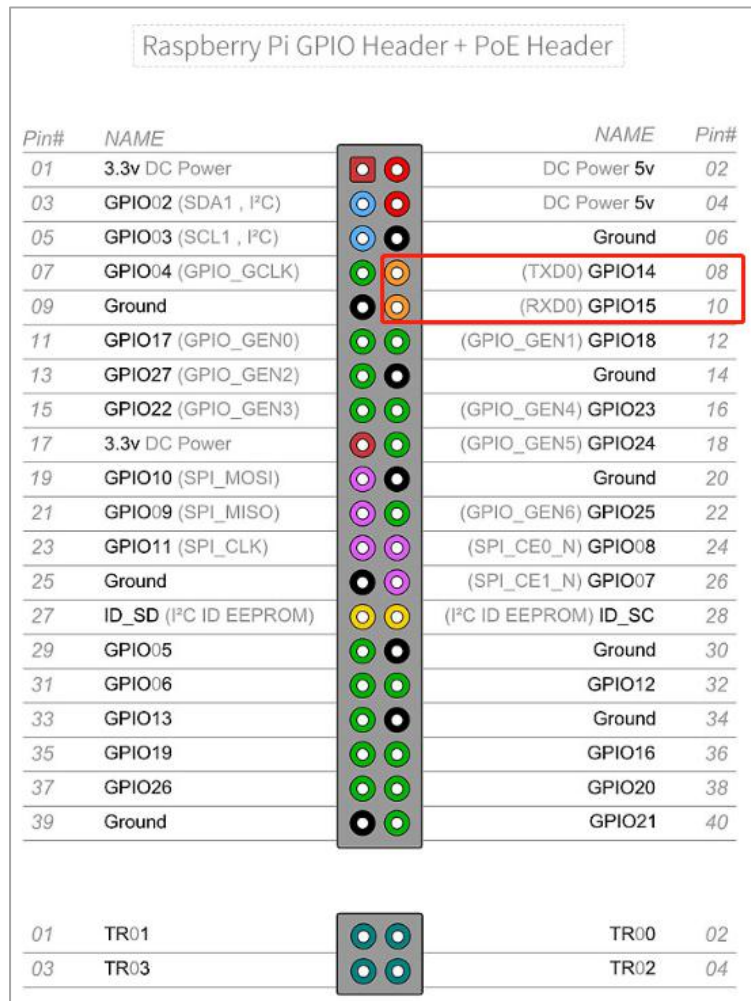 Raspberry Pi GPIO Header + PoE Header
Pin# NAME NAME Pin#
01 3.3v DC Power DC Power 5v 02
03 GPIO02 (SDA1 , I²C) DC Power 5v 04
05 GPIO03 (SCL1 , I²C) Ground 06
07 GPIO04 (GPIO_GCLK) (TXD0) GPIO14 08
09 Ground (RXD0) GPIO15 10
11 GPIO17 (GPIO_GEN0) (GPIO_GEN1) GPIO18 12
13 GPIO27 (GPIO_GEN2) Ground 14
15 GPIO22 (GPIO_GEN3) (GPIO_GEN4) GPIO23 16
17 3.3v DC Power (GPIO_GEN5) GPIO24 18
19 GPIO10 (SPI_MOSI) Ground 20
21 GPIO09 (SPI_MISO) (GPIO_GEN6) GPIO25 22
23 GPIO11 (SPI_CLK) (SPI_CE0_N) GPIO08 24
25 Ground (SPI_CE1_N) GPIO07 26
27 ID_SD (I²C ID EEPROM) (I²C ID EEPROM) ID_SC 28
29 GPIO05 Ground 30
31 GPIO06 GPIO12 32
33 GPIO13 Ground 34
35 GPIO19 GPIO16 36
37 GPIO26 GPIO20 38
39 Ground GPIO21 40
01 TR01 TR00 02
03 TR03 TR02 04